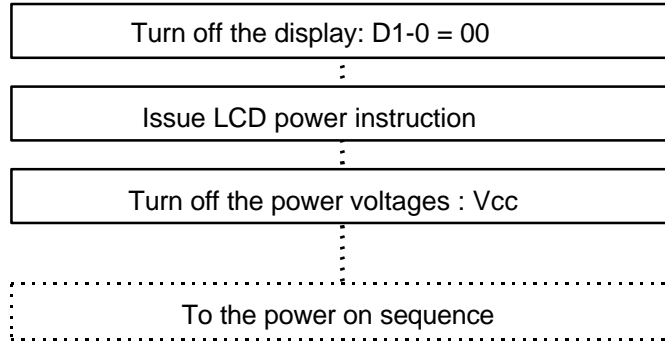 Turn off the display: D1-0 = 00
Issue LCD power instruction
Turn off the power voltages : Vcc
To the power on sequence